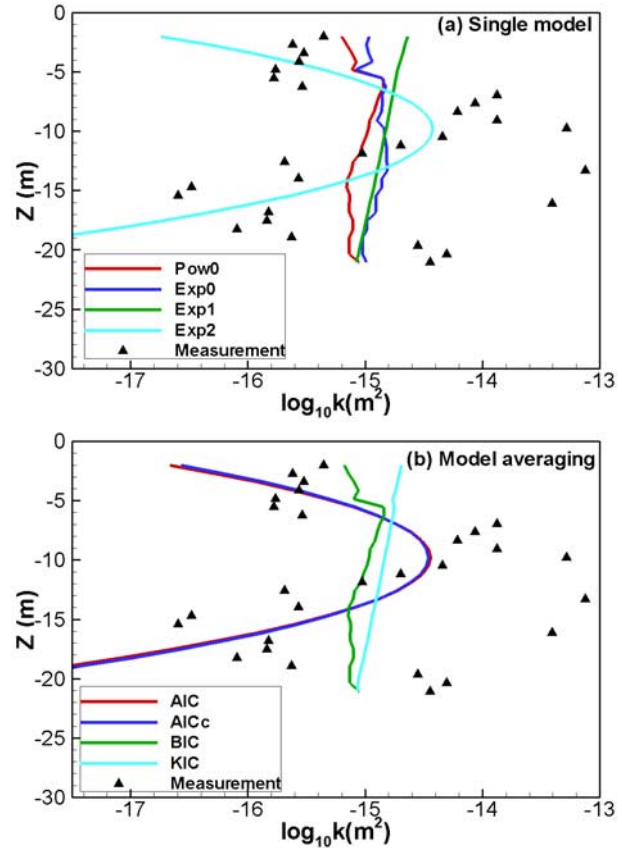 (a) Single model
0
-5
-10
-15
-20
-25
-30
Z (m)
Pow0
Exp0
Exp1
Exp2
Measurement
-17 -16 -15 -14 -13
log10k(m2)
(b) Model averaging
0
-5
-10
-15
-20
-25
-30
Z (m)
AIC
AICc
BIC
KIC
Measurement
-17 -16 -15 -14 -13
log10k(m2)